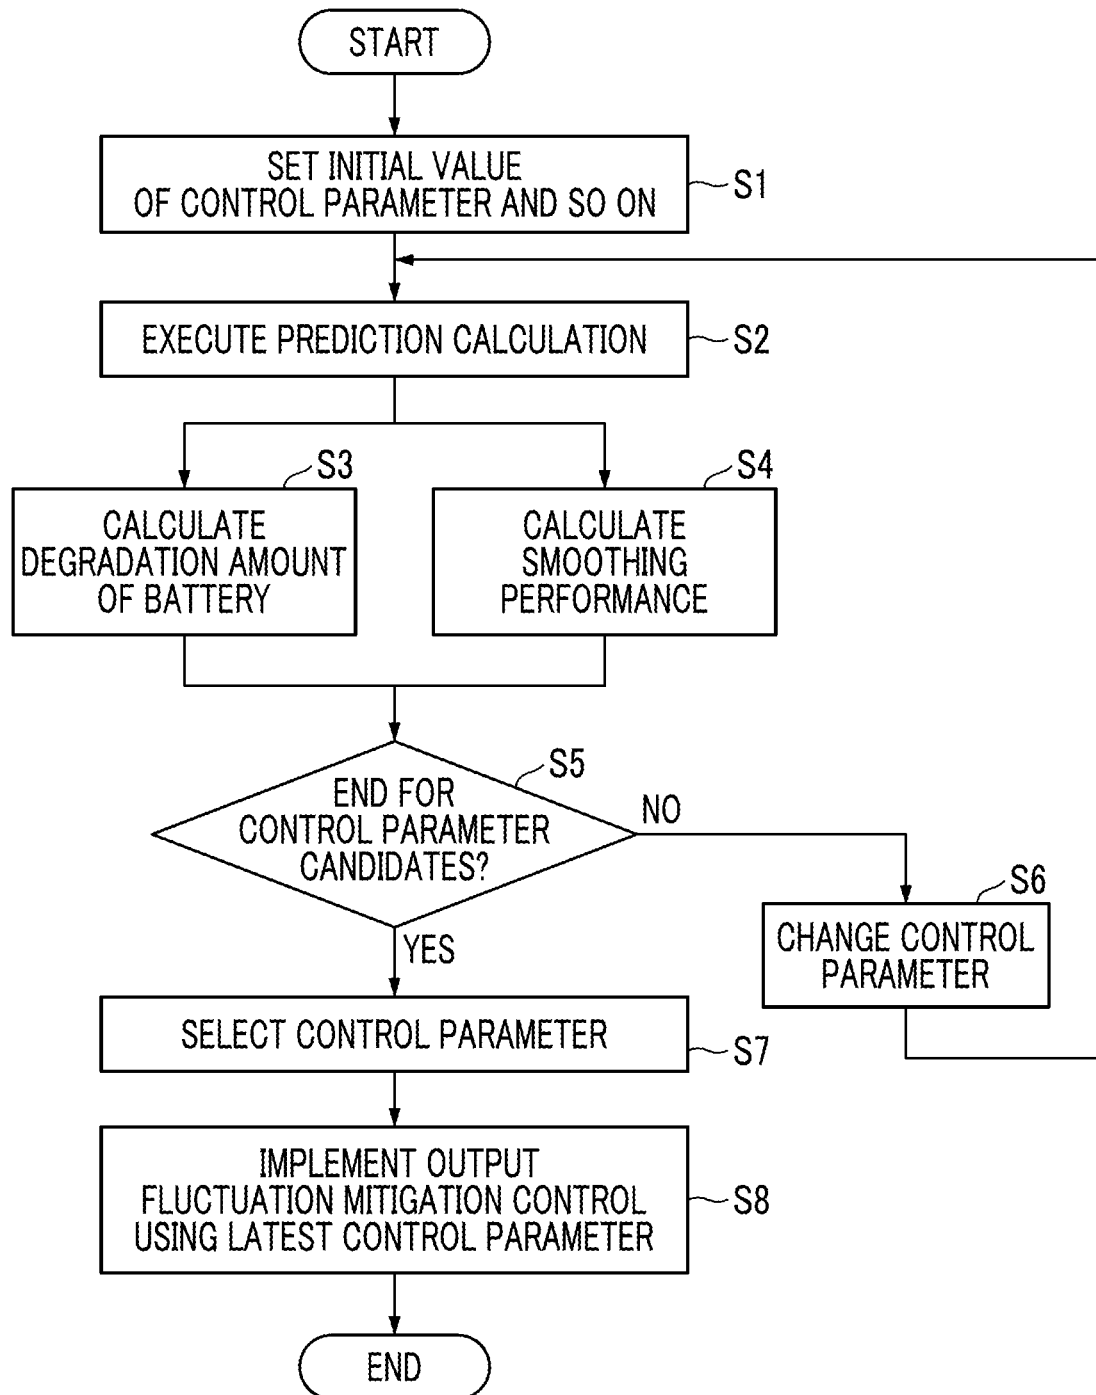 START
SET INITIAL VALUE
OF CONTROL PARAMETER AND SO ON
S1
EXECUTE PREDICTION CALCULATION
S2
S3
CALCULATE
DEGRADATION AMOUNT
OF BATTERY
S4
CALCULATE
SMOOTHING
PERFORMANCE
S5
END FOR
CONTROL PARAMETER
CANDIDATES?
NO
S6
CHANGE CONTROL
PARAMETER
YES
SELECT CONTROL PARAMETER
S7
IMPLEMENT OUTPUT
FLUCTUATION MITIGATION CONTROL
USING LATEST CONTROL PARAMETER
S8
END